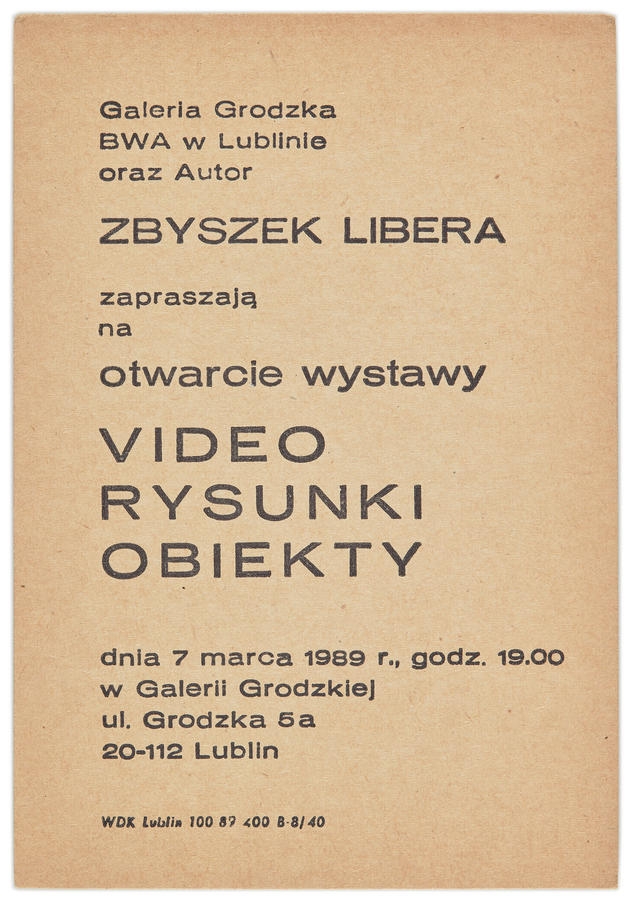 Galeria Grodzka
BWA w Lublinie
oraz Autor
ZBYSZEK LIBERA
zapraszają
na
otwarcie wystawy
VIDEO
RYSUNKI
OBIEKTY
dnia 7 marca 1989 r., godz. 19.00
w Galerii Grodzkiej
ul. Grodzka 5a
20-112 Lublin
WDK Lublin 100 89 400 B-8/40